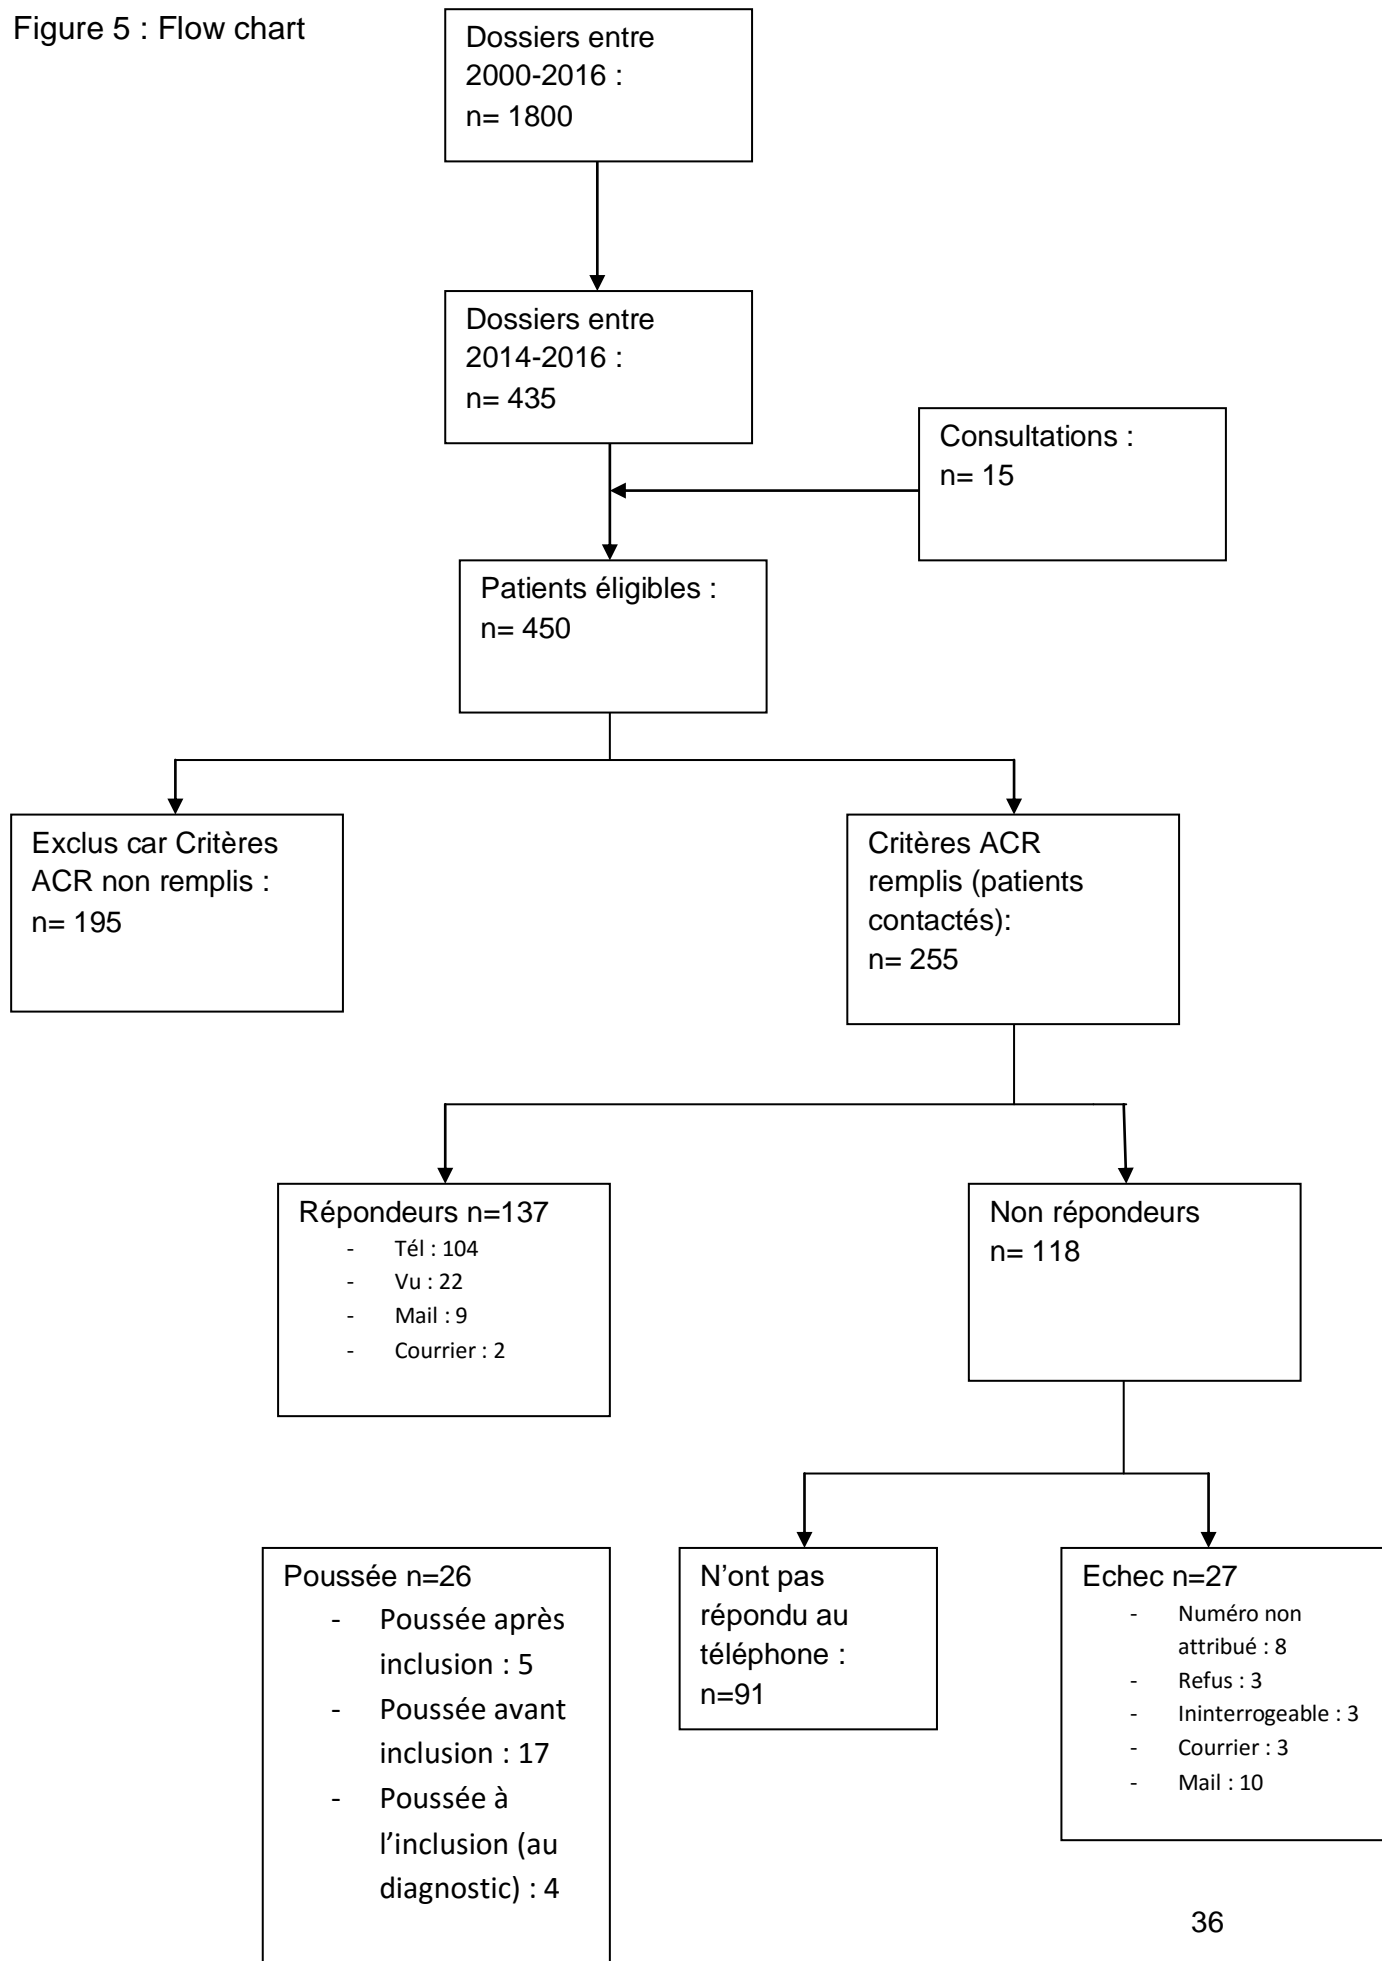 Figure 5 : Flow chart
Dossiers entre
2000-2016 :
n= 1800
Dossiers entre
2014-2016 :
n= 435
Consultations :
n= 15
Patients éligibles :
n= 450
Exclus car Critères
ACR non remplis :
n= 195
Critères ACR
remplis (patients
contactés):
n= 255
Répondeurs n=137
- Tél : 104
- Vu : 22
- Mail : 9
- Courrier : 2
Non répondeurs
n= 118
Poussée n=26
- Poussée après
inclusion : 5
- Poussée avant
inclusion : 17
- Poussée à
l’inclusion (au
diagnostic) : 4
N’ont pas
répondu au
téléphone :
n=91
Echec n=27
- Numéro non
attribué : 8
- Refus : 3
- Ininterrogeable : 3
- Courrier : 3
- Mail : 10
36